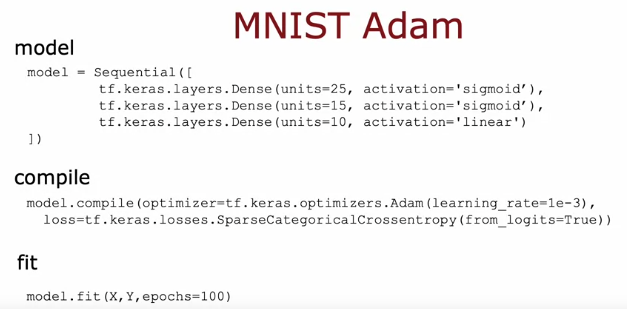 MNIST Adam
model
model = Sequential([
tf.keras.layers.Dense(units=25, activation='sigmoid’),
tf.keras.layers.Dense(units=15, activation='sigmoid’),
tf.keras.layers.Dense(units=10, activation='linear')
])
compile
model.compile(optimizer=tf.keras.optimizers.Adam(learning_rate=1e-3),
loss=tf.keras.losses.SparseCategoricalCrossentropy(from_logits=True))
fit
model.fit(X,Y,epochs=100)